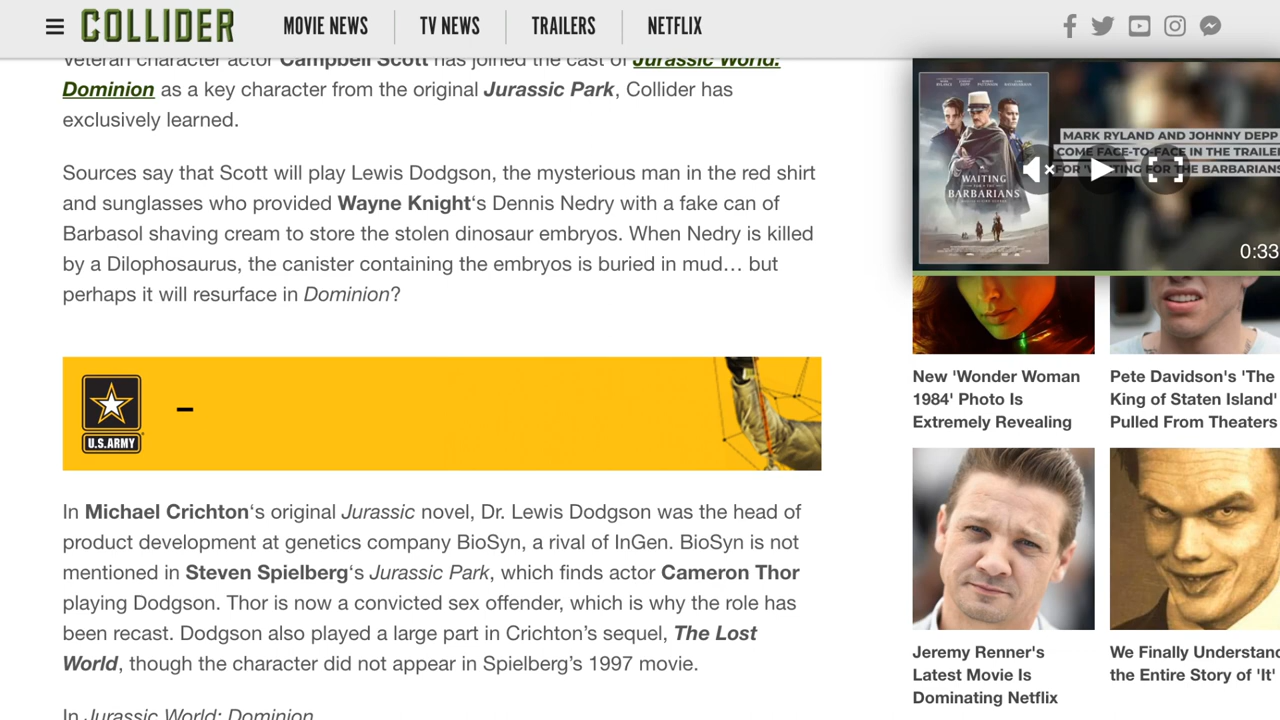 COLLIDER
MOVIE NEWS
TV NEWS
TRAILERS
NETFLIX
Veteran character actor Campbell Scott has joined the cast of Jurassic World:
Dominion as a key character from the original Jurassic Park, Collider has
exclusively learned.
Sources say that Scott will play Lewis Dodgson, the mysterious man in the red shirt
and sunglasses who provided Wayne Knight‘s Dennis Nedry with a fake can of
Barbasol shaving cream to store the stolen dinosaur embryos. When Nedry is killed
by a Dilophosaurus, the canister containing the embryos is buried in mud… but
perhaps it will resurface in Dominion?
U.S.ARMY
–
In Michael Crichton‘s original Jurassic novel, Dr. Lewis Dodgson was the head of
product development at genetics company BioSyn, a rival of InGen. BioSyn is not
mentioned in Steven Spielberg‘s Jurassic Park, which finds actor Cameron Thor
playing Dodgson. Thor is now a convicted sex offender, which is why the role has
been recast. Dodgson also played a large part in Crichton’s sequel, The Lost
World, though the character did not appear in Spielberg’s 1997 movie.
In Jurassic World: Dominion
WAITING
FOR THE
BARBARIANS
MARK RYLAND AND JOHNNY DEPP
COME FACE-TO-FACE IN THE TRAILER
FOR 'W TING FOR THE BARBARIANS
0:33
New 'Wonder Woman
1984' Photo Is
Extremely Revealing
Pete Davidson's 'The
King of Staten Island'
Pulled From Theaters
Jeremy Renner's
Latest Movie Is
Dominating Netflix
We Finally Understand
the Entire Story of 'It'